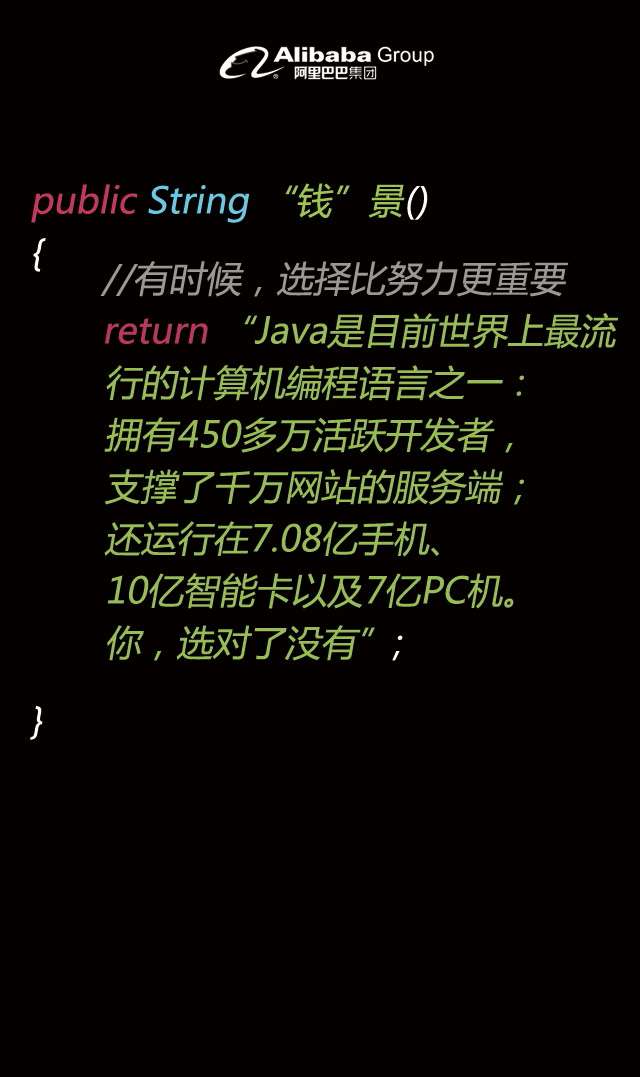 Alibaba Group
阿里巴巴集团
public String “钱”景()
{
//有时候，选择比努力更重要
return “Java是目前世界上最流
行的计算机编程语言之一：
拥有450多万活跃开发者，
支撑了千万网站的服务端；
还运行在7.08亿手机、
10亿智能卡以及7亿PC机。
你，选对了没有”;
}